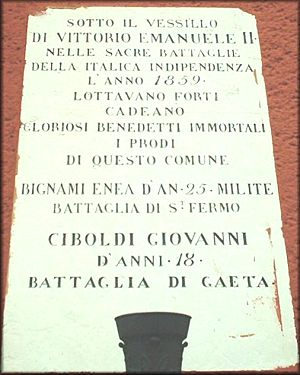 SOTTO IL VESSILLO
DI VITTORIO EMANUELE II·
NELLE SACRE BATTAGLIE
DELLA ITALICA INDIPENDENZA
L'ANNO 1859·
LOTTAVANO FORTI
CADEANO
GLORIOSI BENEDETTI IMMORTALI
I PRODI
DI QUESTO COMUNE
BIGNAMI ENEA D'AN·25·MILITE
BATTAGLIA DI S.T FERMO
CIBOLDI GIOVANNI
D'ANNI·18·
BATTAGLIA DI GAETA